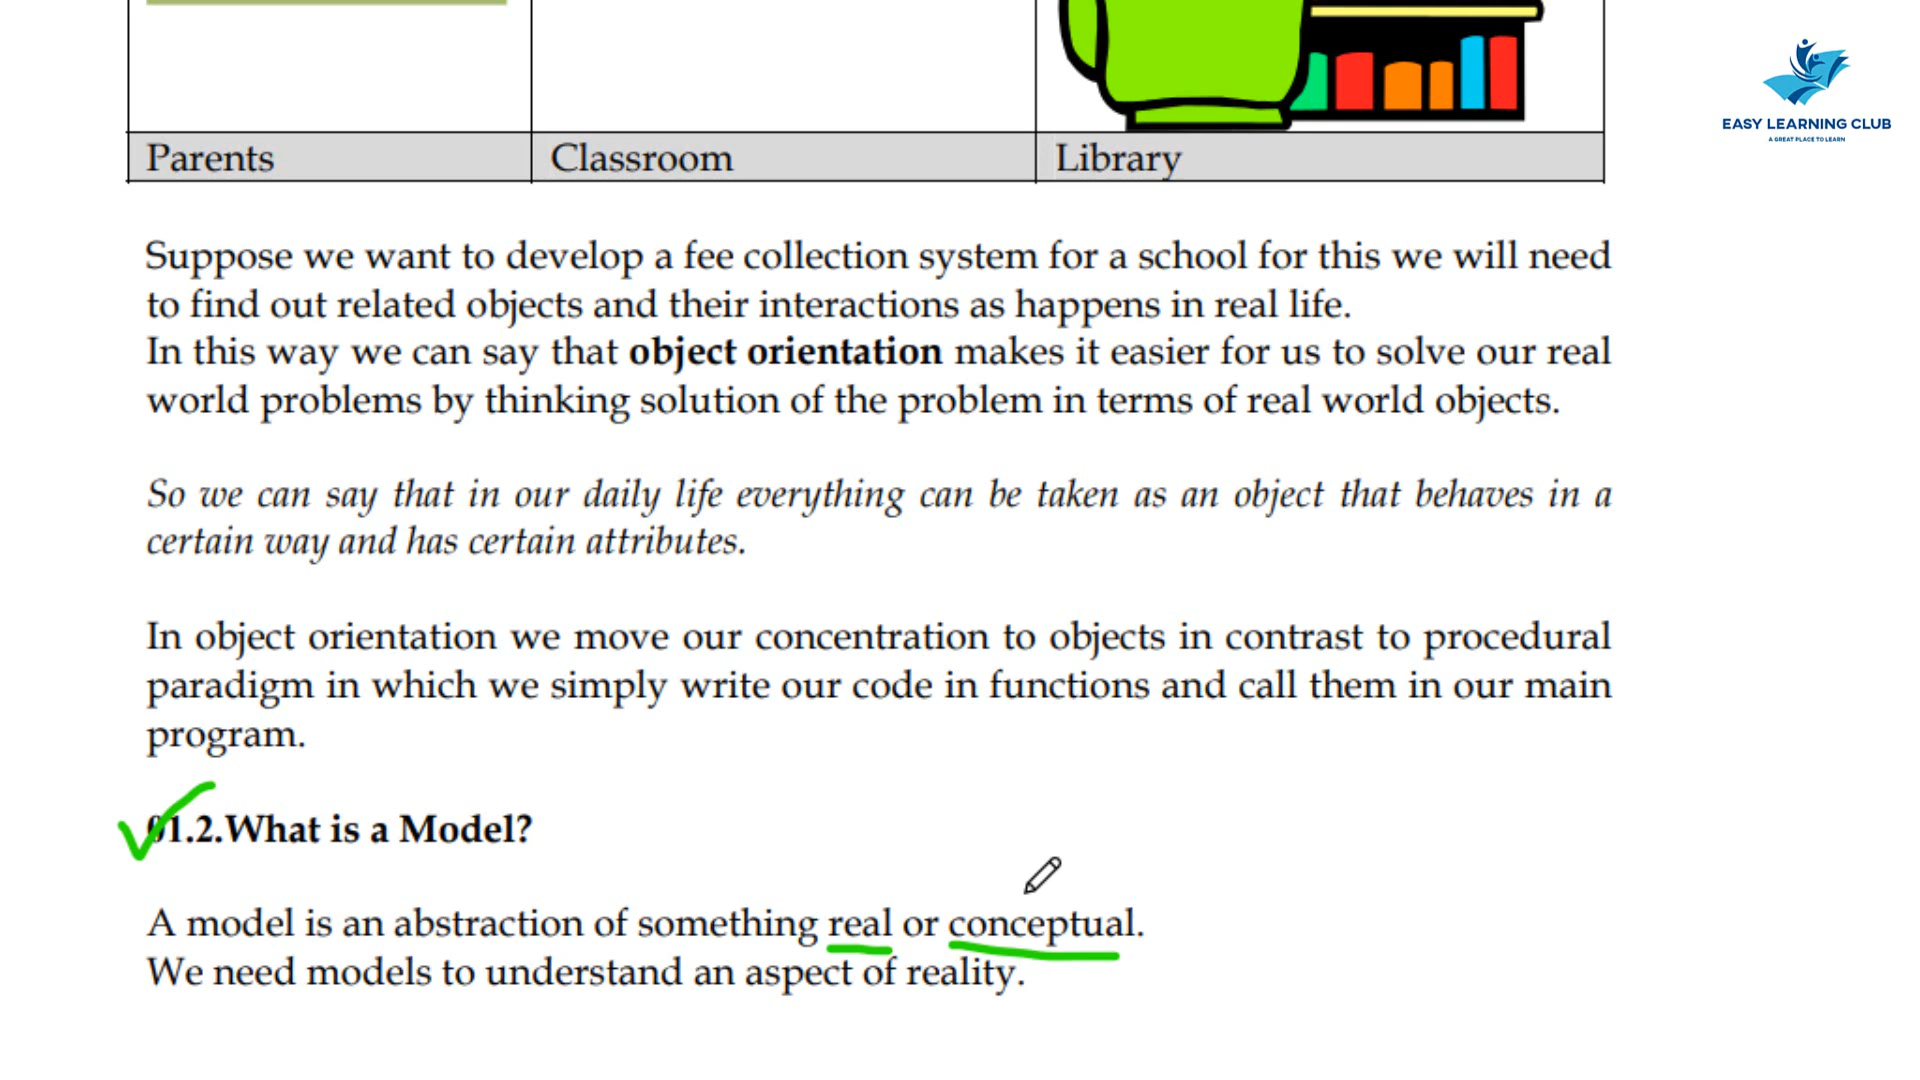 EASY LEARNING CLUB
A GREAT PLACE TO LEARN
Parents Classroom Library
Suppose we want to develop a fee collection system for a school for this we will need
to find out related objects and their interactions as happens in real life.
In this way we can say that object orientation makes it easier for us to solve our real
world problems by thinking solution of the problem in terms of real world objects.
So we can say that in our daily life everything can be taken as an object that behaves in a
certain way and has certain attributes.
In object orientation we move our concentration to objects in contrast to procedural
paradigm in which we simply write our code in functions and call them in our main
program.
01.2.What is a Model?
A model is an abstraction of something real or conceptual.
We need models to understand an aspect of reality.